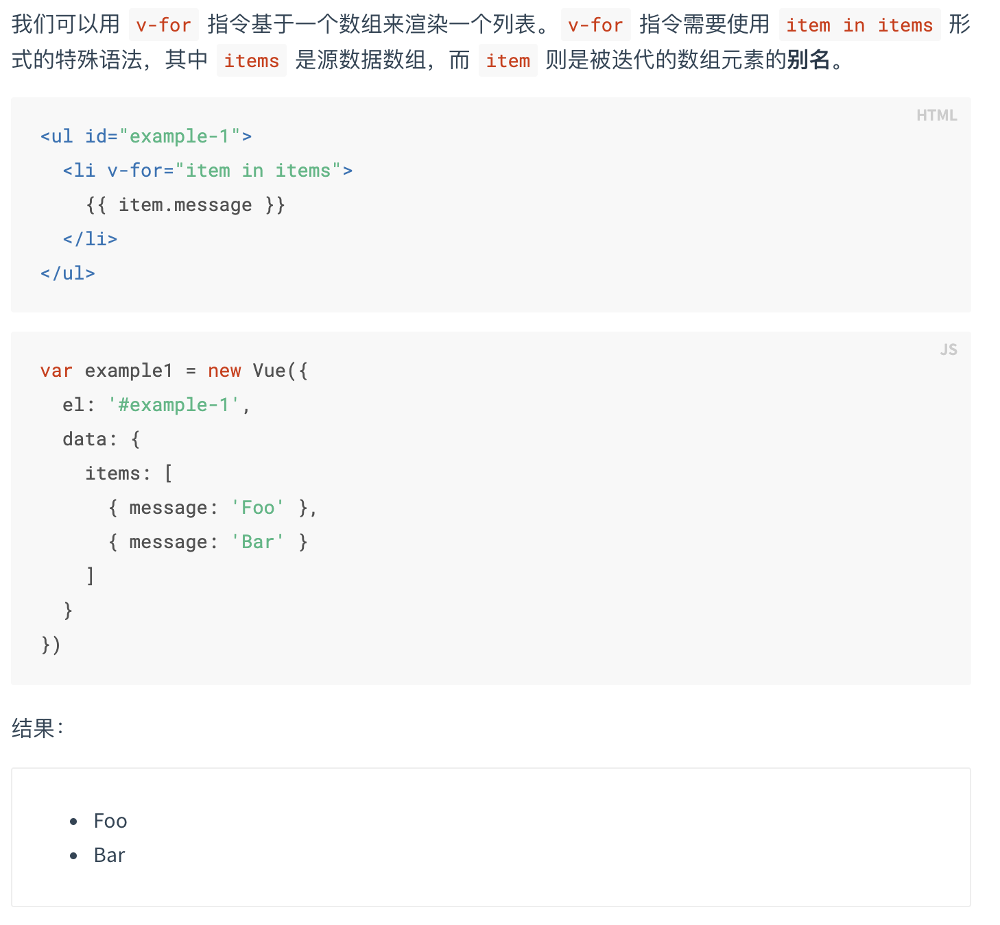 我们可以用 v-for 指令基于一个数组来渲染一个列表。v-for 指令需要使用 item in items 形
式的特殊语法，其中 items 是源数据数组，而 item 则是被迭代的数组元素的别名。
HTML
<ul id="example-1">
  <li v-for="item in items">
    {{ item.message }}
  </li>
</ul>
JS
var example1 = new Vue({
  el: '#example-1',
  data: {
    items: [
      { message: 'Foo' },
      { message: 'Bar' }
    ]
  }
})
结果：
• Foo
• Bar